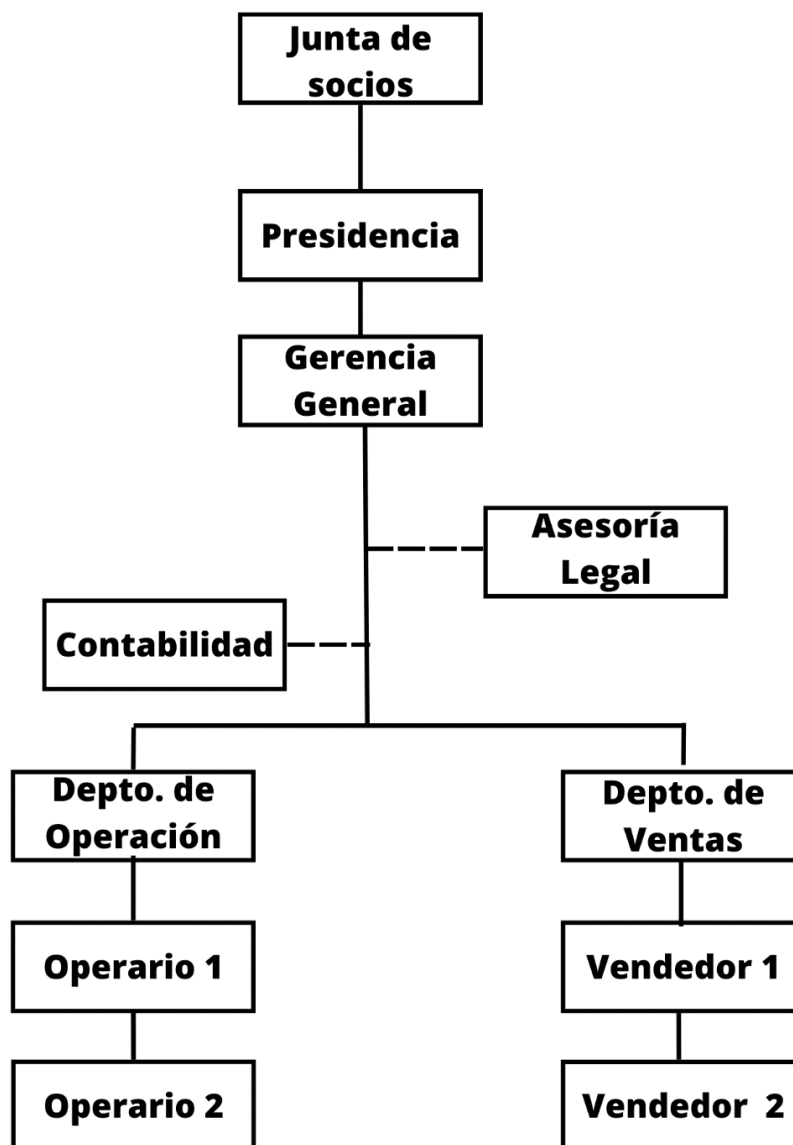 Junta de
socios
Presidencia
Gerencia
General
Asesoría
Legal
Contabilidad
Depto. de
Operación
Depto. de
Ventas
Operario 1
Vendedor 1
Operario 2
Vendedor 2